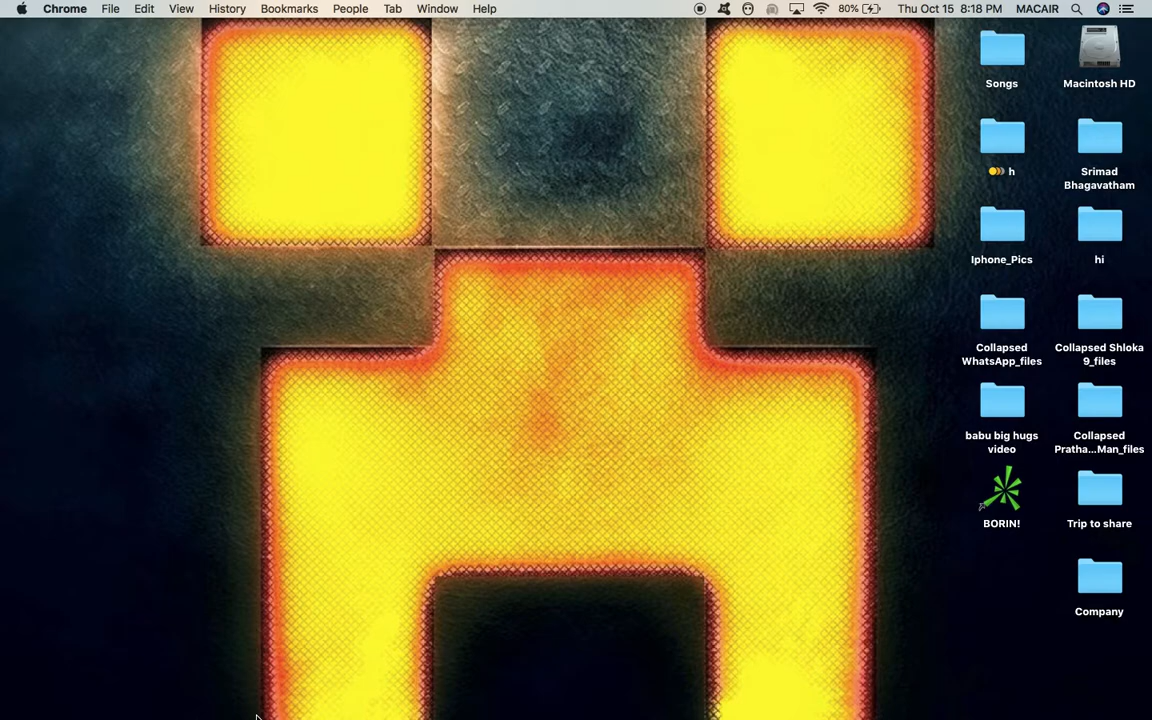 Chrome File Edit View History Bookmarks People Tab Window Help 80% Thu Oct 15 8:18 PM MACAIR
Songs
Macintosh HD
h
Srimad
Bhagavatham
Iphone_Pics
hi
Collapsed
WhatsApp_files
Collapsed Shloka
9_files
babu big hugs
video
Collapsed
Pratha...Man_files
BORIN!
Trip to share
Company